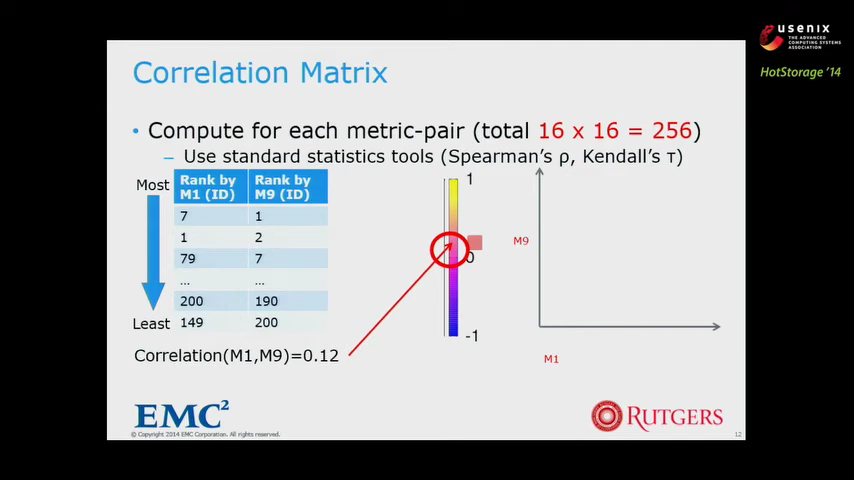 usenix
THE ADVANCED
COMPUTING SYSTEMS
ASSOCIATION
HotStorage '14
Correlation Matrix
• Compute for each metric-pair (total 16 x 16 = 256)
– Use standard statistics tools (Spearman's ρ, Kendall's τ)
Most
Rank by M1 (ID) Rank by M9 (ID)
7 1
1 2
79 7
... ...
200 190
149 200
Least
Correlation(M1,M9)=0.12
1
0
-1
M9
M1
EMC²
© Copyright 2014 EMC Corporation. All rights reserved.
RUTGERS
12